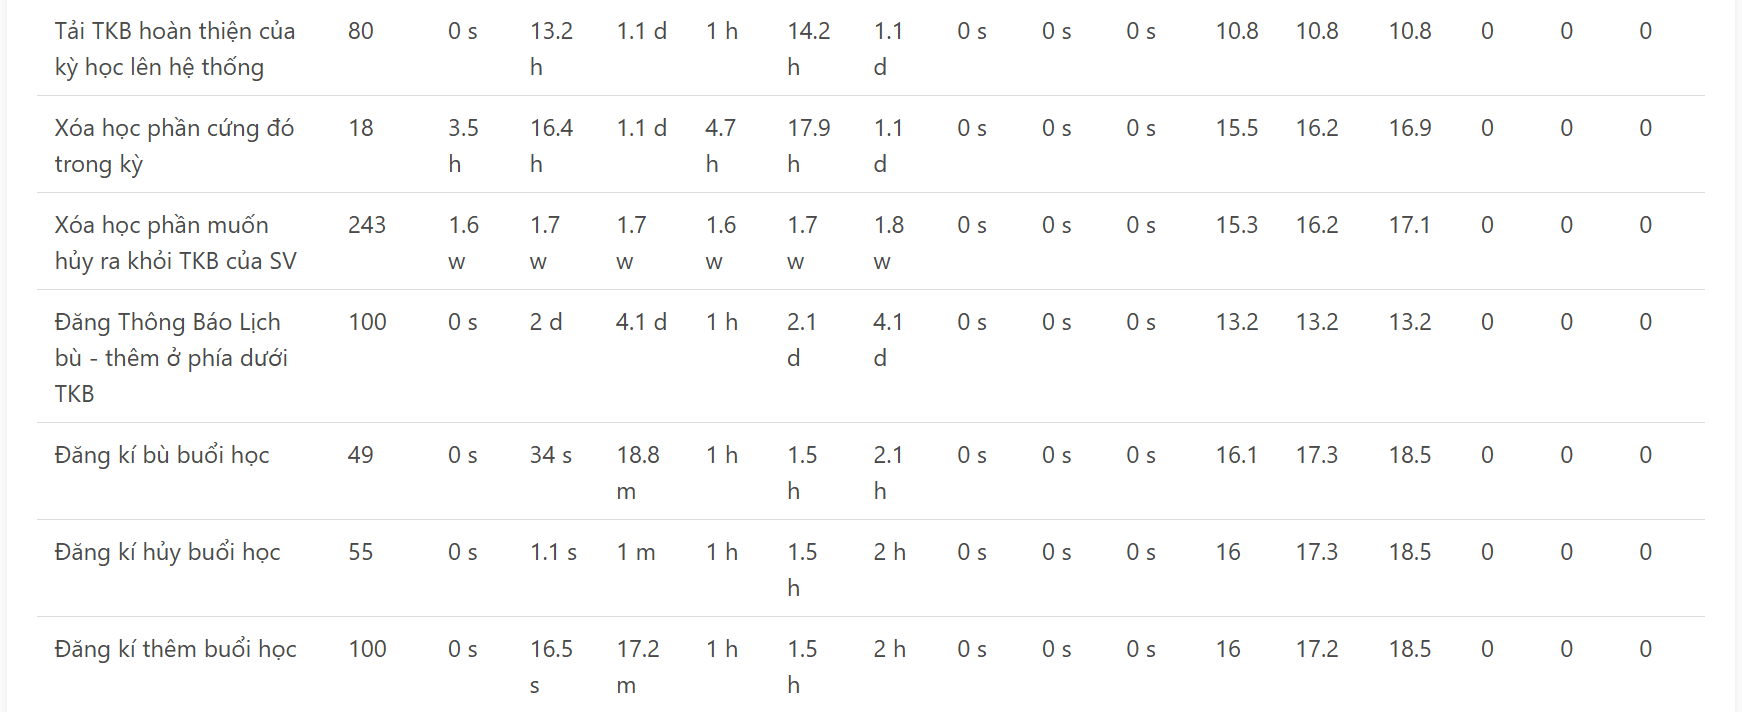 Tải TKB hoàn thiện của 80 0 s 13.2 1.1 d 1 h 14.2 1.1 0 s 0 s 0 s 10.8 10.8 10.8 0 0 0
kỳ học lên hệ thống h h d
Xóa học phần cứng đó 18 3.5 16.4 1.1 d 4.7 17.9 1.1 0 s 0 s 0 s 15.5 16.2 16.9 0 0 0
trong kỳ h h h h d
Xóa học phần muốn 243 1.6 1.7 1.7 1.6 1.7 1.8 0 s 0 s 0 s 15.3 16.2 17.1 0 0 0
hủy ra khỏi TKB của SV w w w w w w
Đăng Thông Báo Lịch 100 0 s 2 d 4.1 d 1 h 2.1 4.1 0 s 0 s 0 s 13.2 13.2 13.2 0 0 0
bù - thêm ở phía dưới d d
TKB
Đăng kí bù buổi học 49 0 s 34 s 18.8 1 h 1.5 2.1 0 s 0 s 0 s 16.1 17.3 18.5 0 0 0
m h h
Đăng kí hủy buổi học 55 0 s 1.1 s 1 m 1 h 1.5 2 h 0 s 0 s 0 s 16 17.3 18.5 0 0 0
h
Đăng kí thêm buổi học 100 0 s 16.5 17.2 1 h 1.5 2 h 0 s 0 s 0 s 16 17.2 18.5 0 0 0
s m h